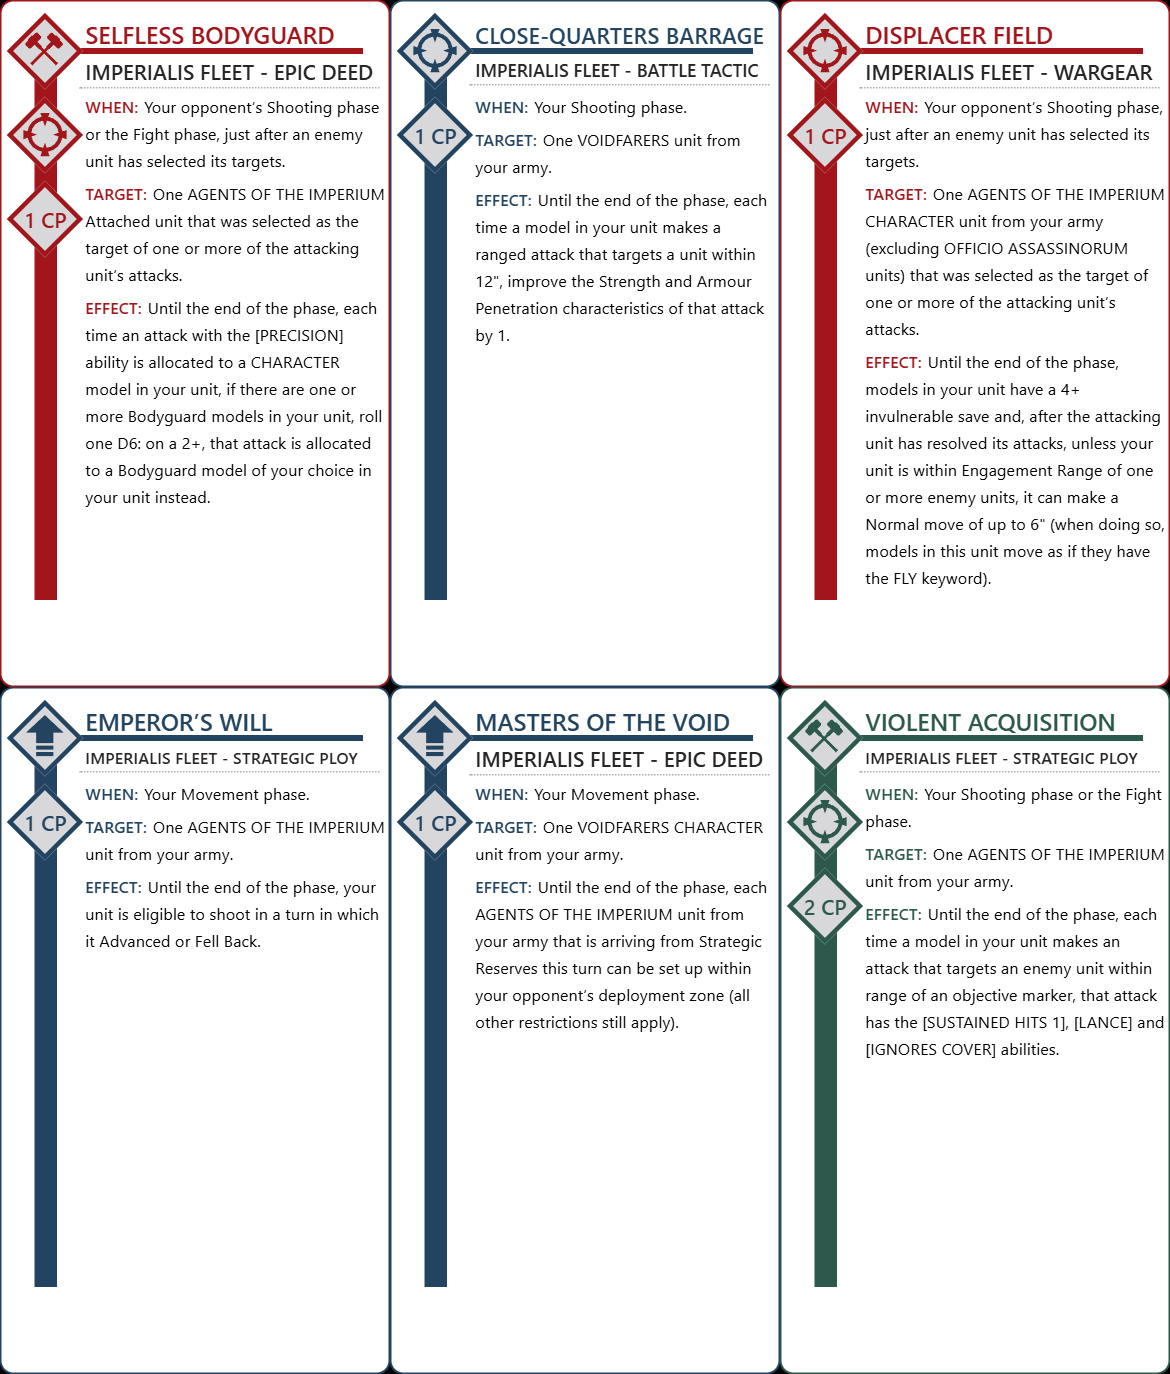 SELFLESS BODYGUARD
IMPERIALIS FLEET - EPIC DEED
1 CP
WHEN: Your opponent's Shooting phase
or the Fight phase, just after an enemy
unit has selected its targets.
TARGET: One AGENTS OF THE IMPERIUM
Attached unit that was selected as the
target of one or more of the attacking
unit's attacks.
EFFECT: Until the end of the phase, each
time an attack with the [PRECISION]
ability is allocated to a CHARACTER
model in your unit, if there are one or
more Bodyguard models in your unit, roll
one D6: on a 2+, that attack is allocated
to a Bodyguard model of your choice in
your unit instead.
CLOSE-QUARTERS BARRAGE
IMPERIALIS FLEET - BATTLE TACTIC
1 CP
WHEN: Your Shooting phase.
TARGET: One VOIDFARERS unit from
your army.
EFFECT: Until the end of the phase, each
time a model in your unit makes a
ranged attack that targets a unit within
12", improve the Strength and Armour
Penetration characteristics of that attack
by 1.
DISPLACER FIELD
IMPERIALIS FLEET - WARGEAR
1 CP
WHEN: Your opponent's Shooting phase,
just after an enemy unit has selected its
targets.
TARGET: One AGENTS OF THE IMPERIUM
CHARACTER unit from your army
(excluding OFFICIO ASSASSINORUM
units) that was selected as the target of
one or more of the attacking unit's
attacks.
EFFECT: Until the end of the phase,
models in your unit have a 4+
invulnerable save and, after the attacking
unit has resolved its attacks, unless your
unit is within Engagement Range of one
or more enemy units, it can make a
Normal move of up to 6" (when doing so,
models in this unit move as if they have
the FLY keyword).
EMPEROR'S WILL
IMPERIALIS FLEET - STRATEGIC PLOY
1 CP
WHEN: Your Movement phase.
TARGET: One AGENTS OF THE IMPERIUM
unit from your army.
EFFECT: Until the end of the phase, your
unit is eligible to shoot in a turn in which
it Advanced or Fell Back.
MASTERS OF THE VOID
IMPERIALIS FLEET - EPIC DEED
1 CP
WHEN: Your Movement phase.
TARGET: One VOIDFARERS CHARACTER
unit from your army.
EFFECT: Until the end of the phase, each
AGENTS OF THE IMPERIUM unit from
your army that is arriving from Strategic
Reserves this turn can be set up within
your opponent's deployment zone (all
other restrictions still apply).
VIOLENT ACQUISITION
IMPERIALIS FLEET - STRATEGIC PLOY
2 CP
WHEN: Your Shooting phase or the Fight
phase.
TARGET: One AGENTS OF THE IMPERIUM
unit from your army.
EFFECT: Until the end of the phase, each
time a model in your unit makes an
attack that targets an enemy unit within
range of an objective marker, that attack
has the [SUSTAINED HITS 1], [LANCE] and
[IGNORES COVER] abilities.